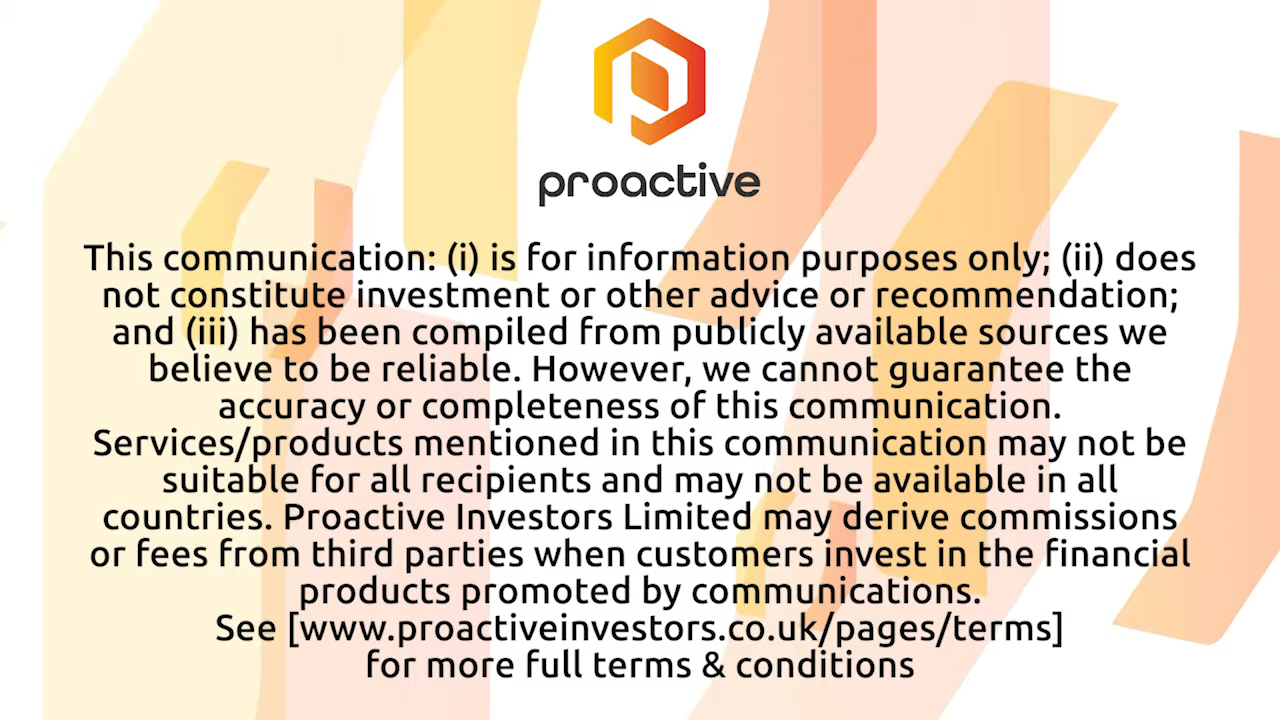 proactive
This communication: (i) is for information purposes only; (ii) does
not constitute investment or other advice or recommendation;
and (iii) has been compiled from publicly available sources we
believe to be reliable. However, we cannot guarantee the
accuracy or completeness of this communication.
Services/products mentioned in this communication may not be
suitable for all recipients and may not be available in all
countries. Proactive Investors Limited may derive commissions
or fees from third parties when customers invest in the financial
products promoted by communications.
See [www.proactiveinvestors.co.uk/pages/terms]
for more full terms & conditions